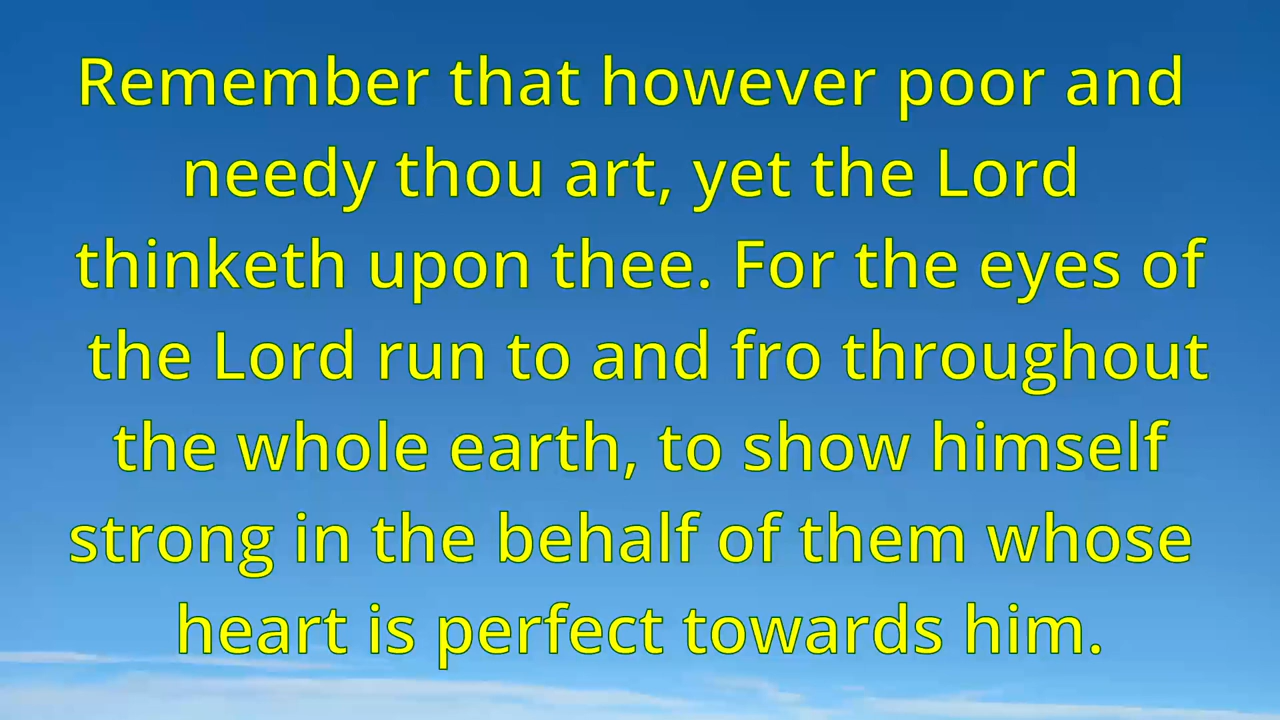 Remember that however poor and
needy thou art, yet the Lord
thinketh upon thee. For the eyes of
the Lord run to and fro throughout
the whole earth, to show himself
strong in the behalf of them whose
heart is perfect towards him.